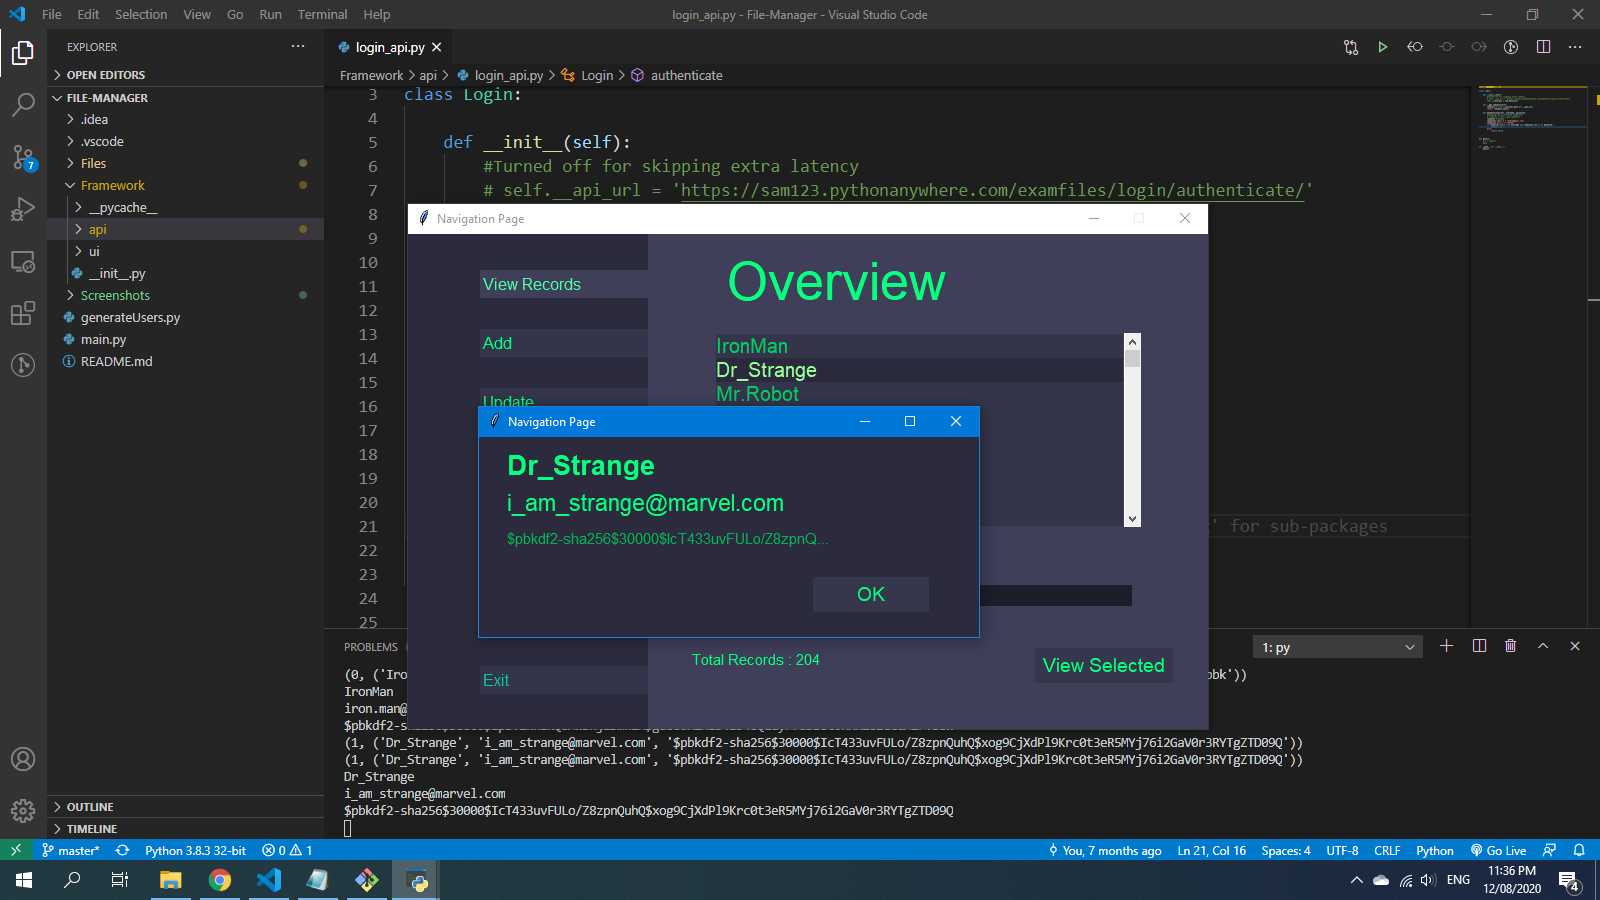 File Edit Selection View Go Run Terminal Help
login_api.py - File-Manager - Visual Studio Code
EXPLORER
OPEN EDITORS
FILE-MANAGER
.idea
.vscode
Files
Framework
__pycache__
api
ui
__init__.py
Screenshots
generateUsers.py
main.py
README.md
OUTLINE
TIMELINE
7
login_api.py
Framework > api > login_api.py > Login > authenticate
3 class Login:
4
5 def __init__(self):
6 #Turned off for skipping extra latency
7 # self.__api_url = 'https://sam123.pythonanywhere.com/examfiles/login/authenticate/'
8
9
10
11
12
13
14
15
16
17
18
19
20
21 ' for sub-packages
22
23
24
25
Navigation Page
View Records
Add
Update
Exit
Overview
IronMan
Dr_Strange
Mr.Robot
Total Records : 204
View Selected
Navigation Page
Dr_Strange
i_am_strange@marvel.com
$pbkdf2-sha256$30000$IcT433uvFULo/Z8zpnQ...
OK
PROBLEMS
1: py
(0, ('Iro pbk'))
IronMan
iron.man@
(1, ('Dr_Strange', 'i_am_strange@marvel.com', '$pbkdf2-sha256$30000$IcT433uvFULo/Z8zpnQuhQ$xog9CjXdPl9Krc0t3eR5MYj76i2GaV0r3RYTgZTD09Q'))
(1, ('Dr_Strange', 'i_am_strange@marvel.com', '$pbkdf2-sha256$30000$IcT433uvFULo/Z8zpnQuhQ$xog9CjXdPl9Krc0t3eR5MYj76i2GaV0r3RYTgZTD09Q'))
Dr_Strange
i_am_strange@marvel.com
$pbkdf2-sha256$30000$IcT433uvFULo/Z8zpnQuhQ$xog9CjXdPl9Krc0t3eR5MYj76i2GaV0r3RYTgZTD09Q
master* Python 3.8.3 32-bit 0 1 You, 7 months ago Ln 21, Col 16 Spaces: 4 UTF-8 CRLF Python Go Live
ENG
11:36 PM
12/08/2020
4